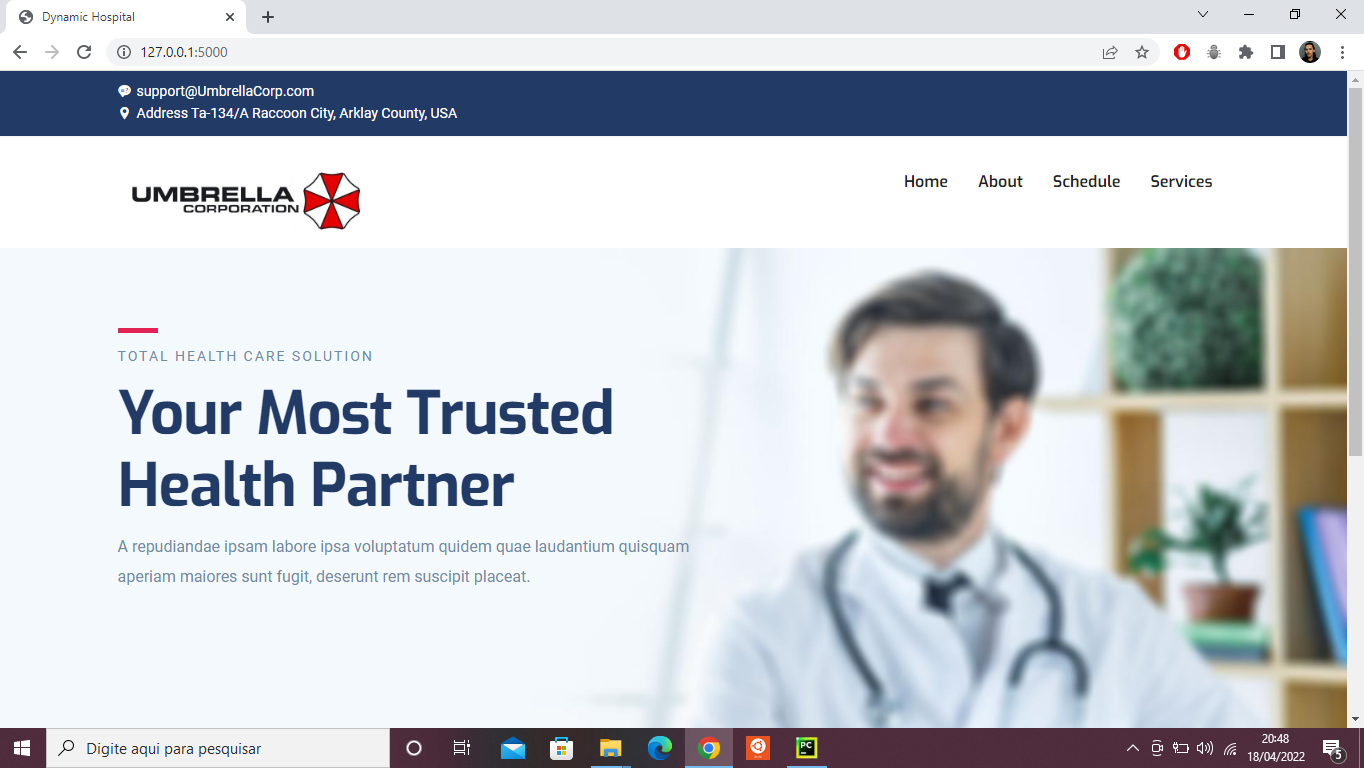 Dynamic Hospital
127.0.0.1:5000
support@UmbrellaCorp.com
Address Ta-134/A Raccoon City, Arklay County, USA
UMBRELLA
CORPORATION
Home About Schedule Services
TOTAL HEALTH CARE SOLUTION
Your Most Trusted
Health Partner
A repudiandae ipsam labore ipsa voluptatum quidem quae laudantium quisquam
aperiam maiores sunt fugit, deserunt rem suscipit placeat.
Digite aqui para pesquisar
PC
20:48
18/04/2022
5